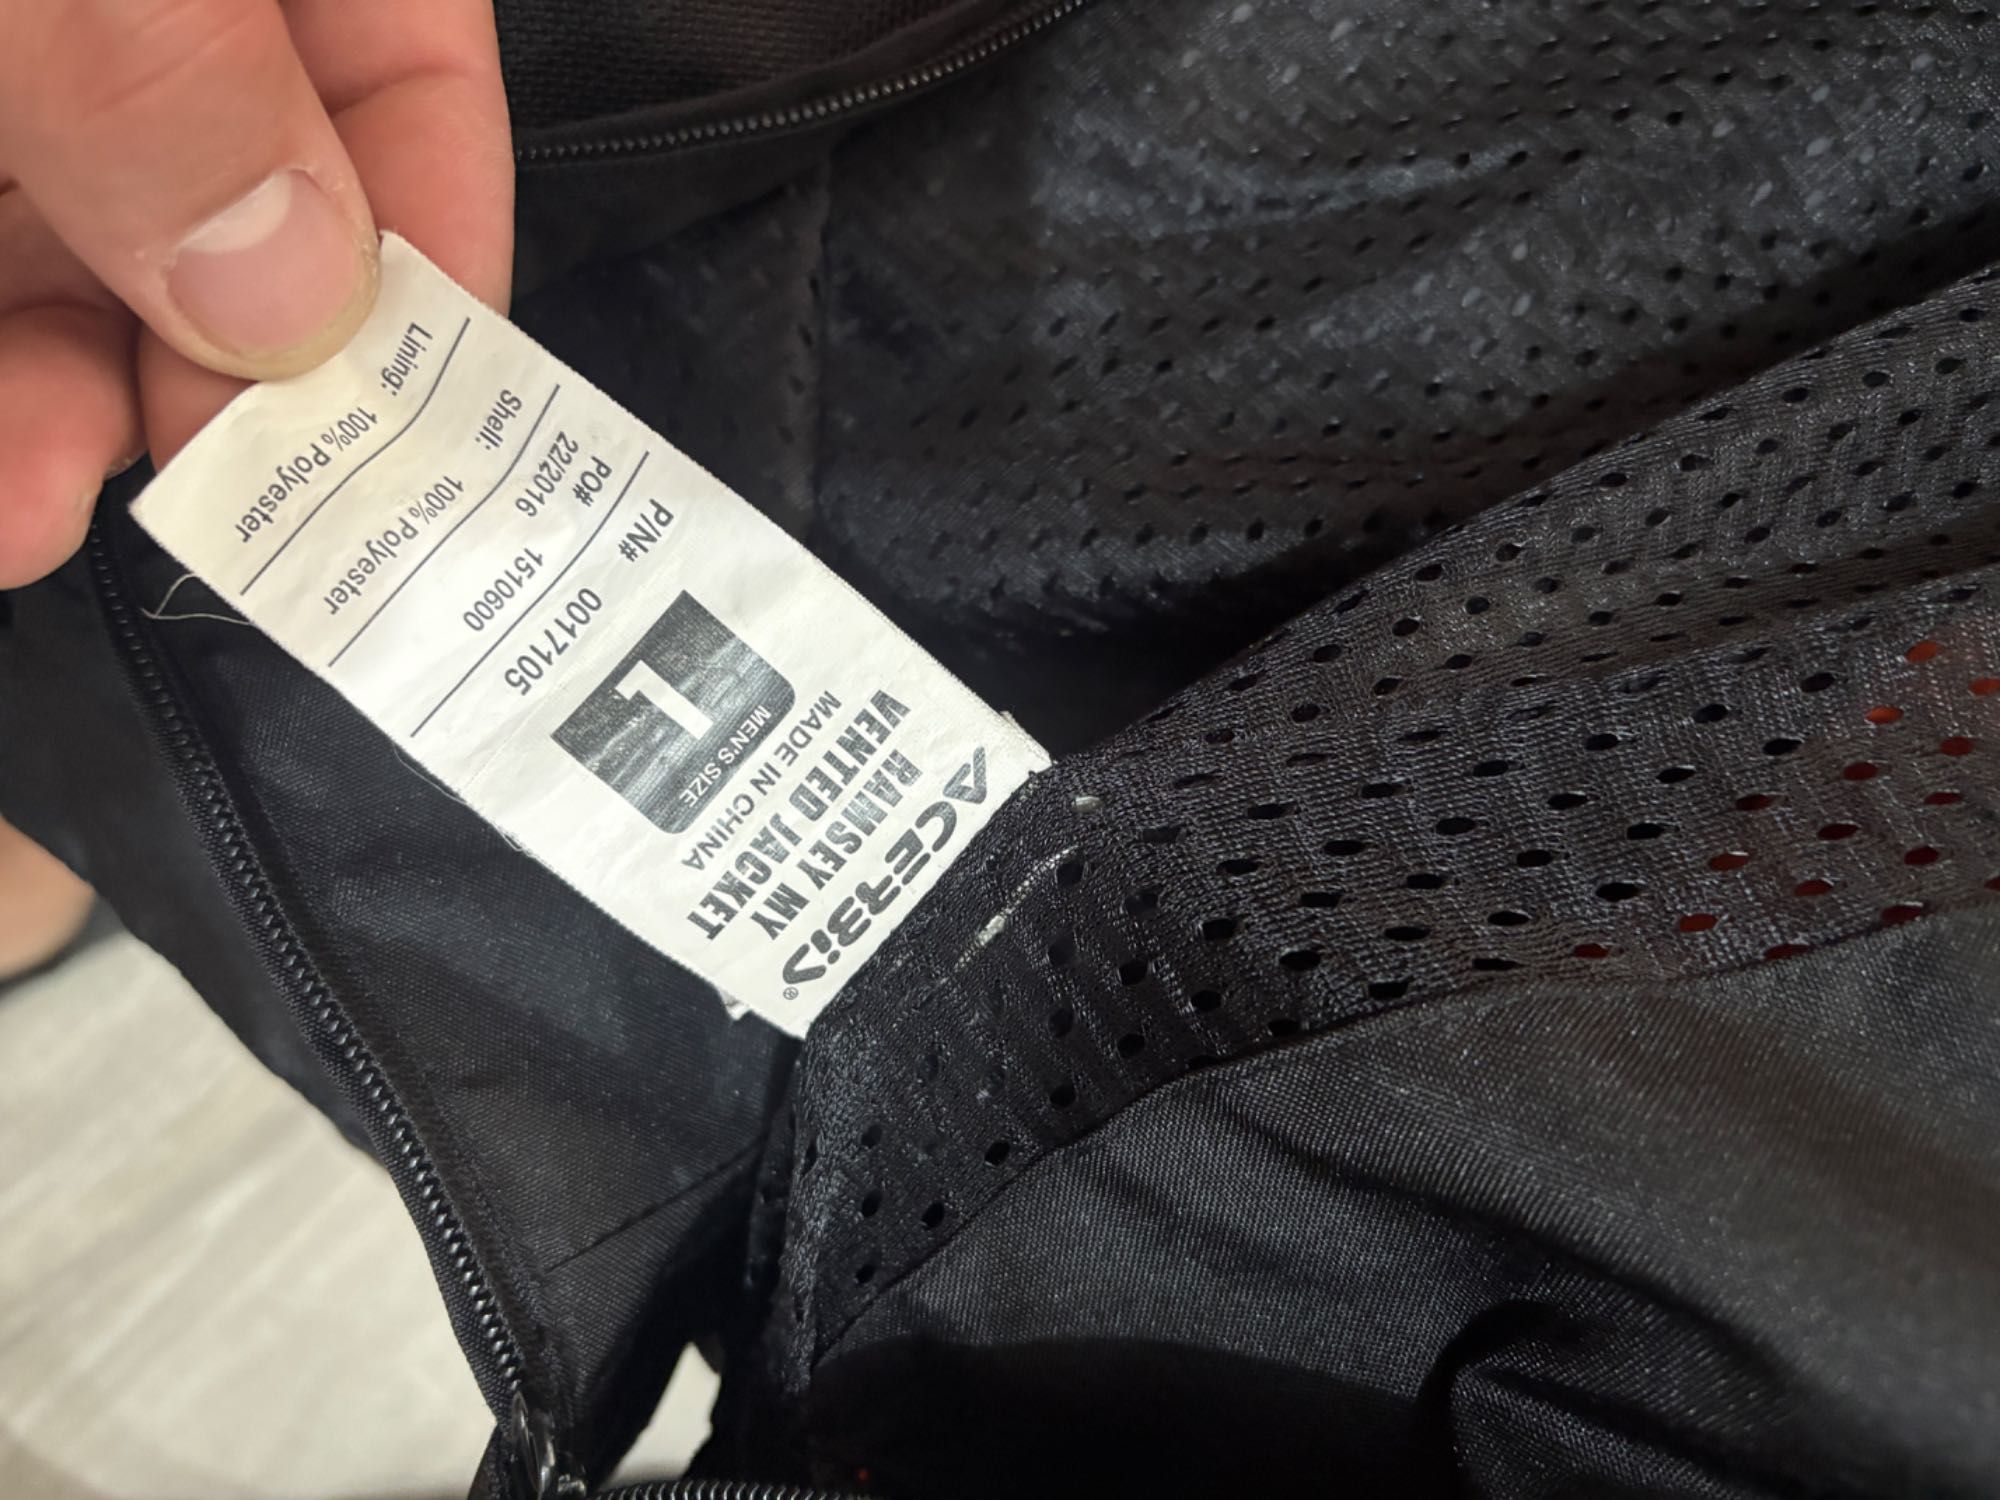 ACERBiS®
RAMSEY MY
VENTED JACKET
MADE IN CHINA
MEN'S SIZE
L
P/N# 0017105
PO# 1510600
22/2016
Shell: 100% Polyester
Lining: 100% Polyester